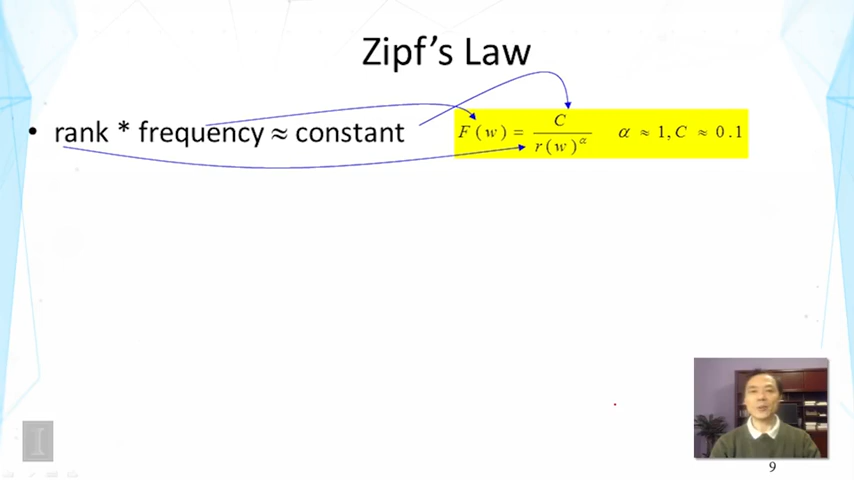 Zipf's Law
• rank * frequency ≈ constant
F(w) = C / r(w)^α   α ≈ 1, C ≈ 0.1
I
9